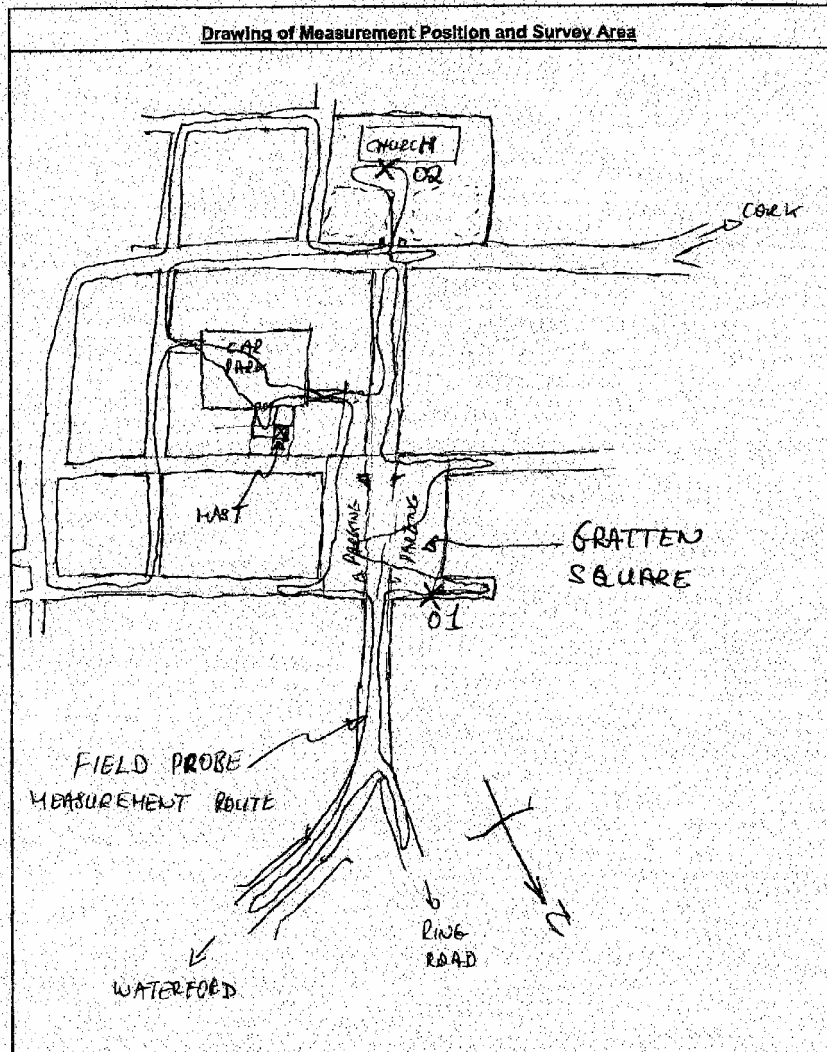 Drawing of Measurement Position and Survey Area
CHURCH
02
CORK
CAR
PARK
MAST
PARKING
PARKING
GRATTEN
SQUARE
01
FIELD PROBE
MEASUREMENT ROUTE
N
RING
ROAD
WATERFORD